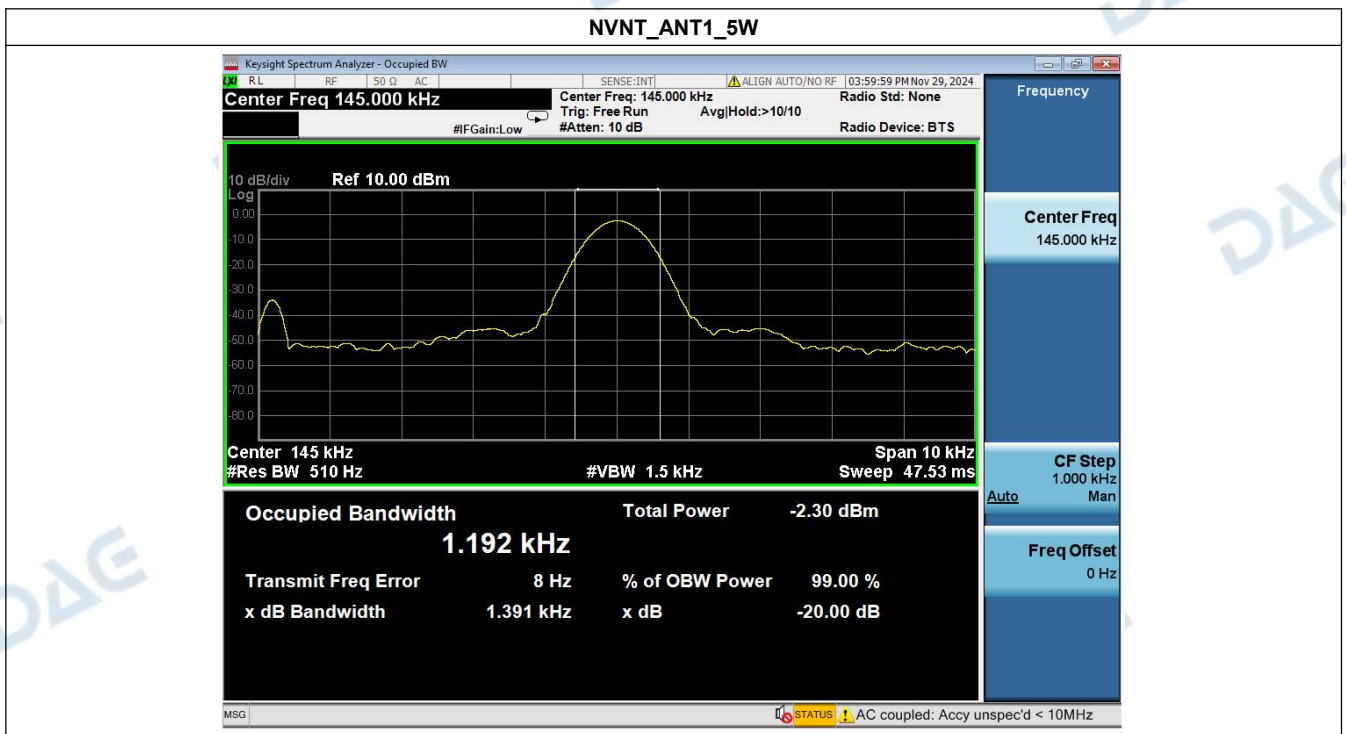 NVNT_ANT1_5W
Keysight Spectrum Analyzer - Occupied BW
LXI RL RF 50 Ω AC SENSE:INT ALIGN AUTO/NO RF 03:59:59 PM Nov 29, 2024
Center Freq 145.000 kHz Center Freq: 145.000 kHz Radio Std: None Frequency
Trig: Free Run Avg|Hold:>10/10
#IFGain:Low #Atten: 10 dB Radio Device: BTS
10 dB/div Ref 10.00 dBm
Log
0.00
-10.0
-20.0
-30.0
-40.0
-50.0
-60.0
-70.0
-80.0
Center Freq
145.000 kHz
Center 145 kHz Span 10 kHz
#Res BW 510 Hz #VBW 1.5 kHz Sweep 47.53 ms
CF Step
1.000 kHz
Auto Man
Occupied Bandwidth Total Power -2.30 dBm
1.192 kHz
Transmit Freq Error 8 Hz % of OBW Power 99.00 %
x dB Bandwidth 1.391 kHz x dB -20.00 dB
Freq Offset
0 Hz
MSG STATUS AC coupled: Accy unspec'd < 10MHz
DAG
DAG